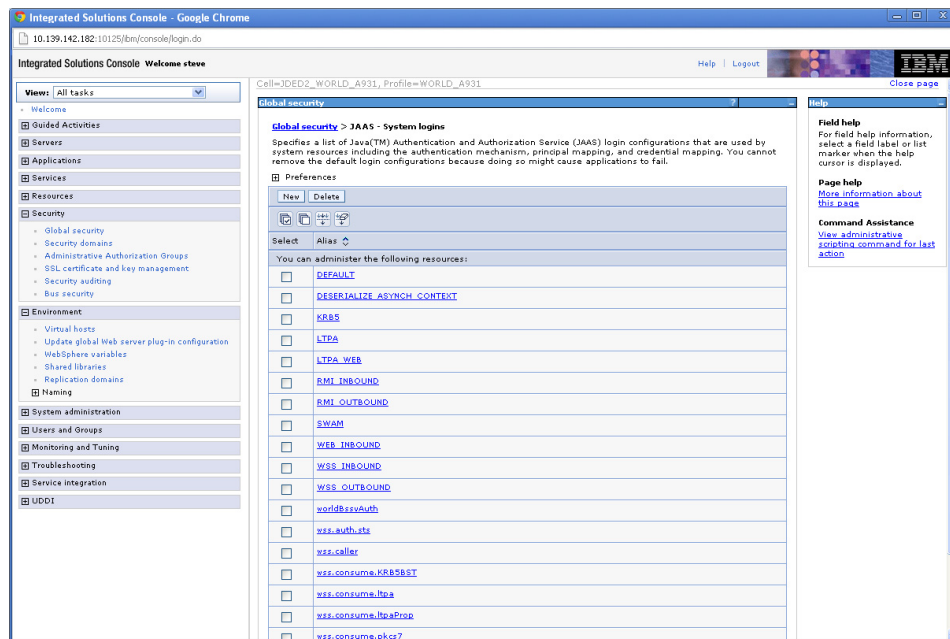 Integrated Solutions Console - Google Chrome
10.139.142.182:10125/ibm/console/login.do
Integrated Solutions Console Welcome steve
Help | Logout
IBM
View: All tasks
Cell=JDED2_WORLD_A931, Profile=WORLD_A931
Close page
Welcome
Guided Activities
Servers
Applications
Services
Resources
Security
Global security
Security domains
Administrative Authorization Groups
SSL certificate and key management
Security auditing
Bus security
Environment
Virtual hosts
Update global Web server plug-in configuration
WebSphere variables
Shared libraries
Replication domains
Naming
System administration
Users and Groups
Monitoring and Tuning
Troubleshooting
Service integration
UDDI
Global security ? -
Global security > JAAS - System logins
Specifies a list of Java(TM) Authentication and Authorization Service (JAAS) login configurations that are used by
system resources including the authentication mechanism, principal mapping, and credential mapping. You cannot
remove the default login configurations because doing so might cause applications to fail.
Preferences
New Delete
Select Alias
You can administer the following resources:
DEFAULT
DESERIALIZE_ASYNCH_CONTEXT
KRB5
LTPA
LTPA_WEB
RMI_INBOUND
RMI_OUTBOUND
SWAM
WEB_INBOUND
WSS_INBOUND
WSS_OUTBOUND
worldBssvAuth
wss.auth.sts
wss.caller
wss.consume.KRB5BST
wss.consume.ltpa
wss.consume.ltpaProp
wss.consume.pkcs7
Help
Field help
For field help information,
select a field label or list
marker when the help
cursor is displayed.
Page help
More information about
this page
Command Assistance
View administrative
scripting command for last
action